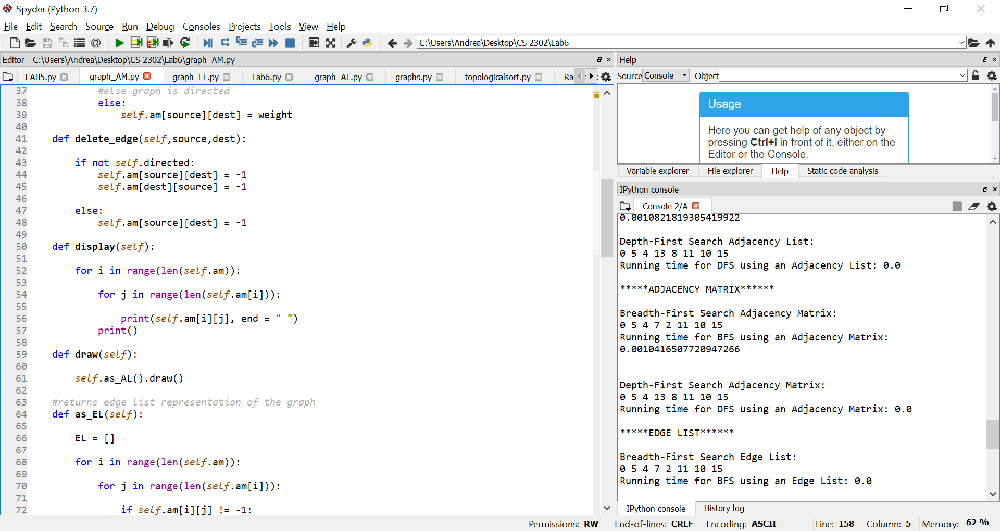 Spyder (Python 3.7)
File Edit Search Source Run Debug Consoles Projects Tools View Help
C:\Users\Andrea\Desktop\CS 2302\Lab6
Editor - C:\Users\Andrea\Desktop\CS 2302\Lab6\graph_AM.py
LAB5.py graph_AM.py graph_EL.py Lab6.py graph_AL.py graphs.py topologicalsort.py Ra
37 #else graph is directed
38 else:
39 self.am[source][dest] = weight
40
41 def delete_edge(self,source,dest):
42
43 if not self.directed:
44 self.am[source][dest] = -1
45 self.am[dest][source] = -1
46
47 else:
48 self.am[source][dest] = -1
49
50 def display(self):
51
52 for i in range(len(self.am)):
53
54 for j in range(len(self.am[i])):
55
56 print(self.am[i][j], end = " ")
57 print()
58
59 def draw(self):
60
61 self.as_AL().draw()
62
63 #returns edge list representation of the graph
64 def as_EL(self):
65
66 EL = []
67
68 for i in range(len(self.am)):
69
70 for j in range(len(self.am[i])):
71
72 if self.am[i][j] != -1:
Help
Source Console Object
Usage
Here you can get help of any object by
pressing Ctrl+I in front of it, either on the
Editor or the Console.
Variable explorer File explorer Help Static code analysis
IPython console
Console 2/A
0.0010821819305419922
Depth-First Search Adjacency List:
0 5 4 13 8 11 10 15
Running time for DFS using an Adjacency List: 0.0
*****ADJACENCY MATRIX******
Breadth-First Search Adjacency Matrix:
0 5 4 7 2 11 10 15
Running time for BFS using an Adjacency Matrix:
0.0010416507720947266
Depth-First Search Adjacency Matrix:
0 5 4 13 8 11 10 15
Running time for DFS using an Adjacency Matrix: 0.0
*****EDGE LIST******
Breadth-First Search Edge List:
0 5 4 7 2 11 10 15
Running time for BFS using an Edge List: 0.0
IPython console History log
Permissions: RW End-of-lines: CRLF Encoding: ASCII Line: 158 Column: 5 Memory: 62 %